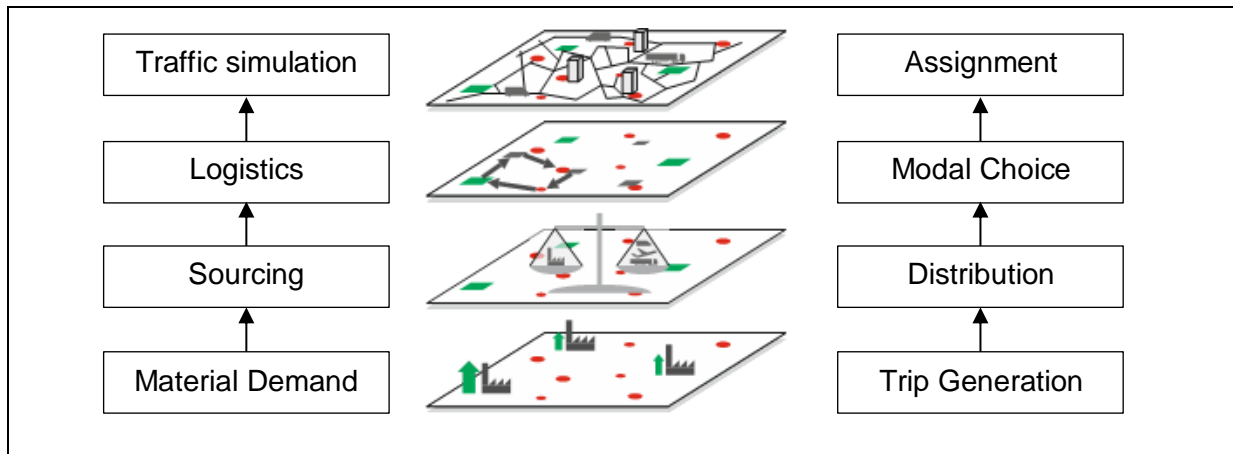 Traffic simulation
Assignment
Logistics
Modal Choice
Sourcing
Distribution
Material Demand
Trip Generation